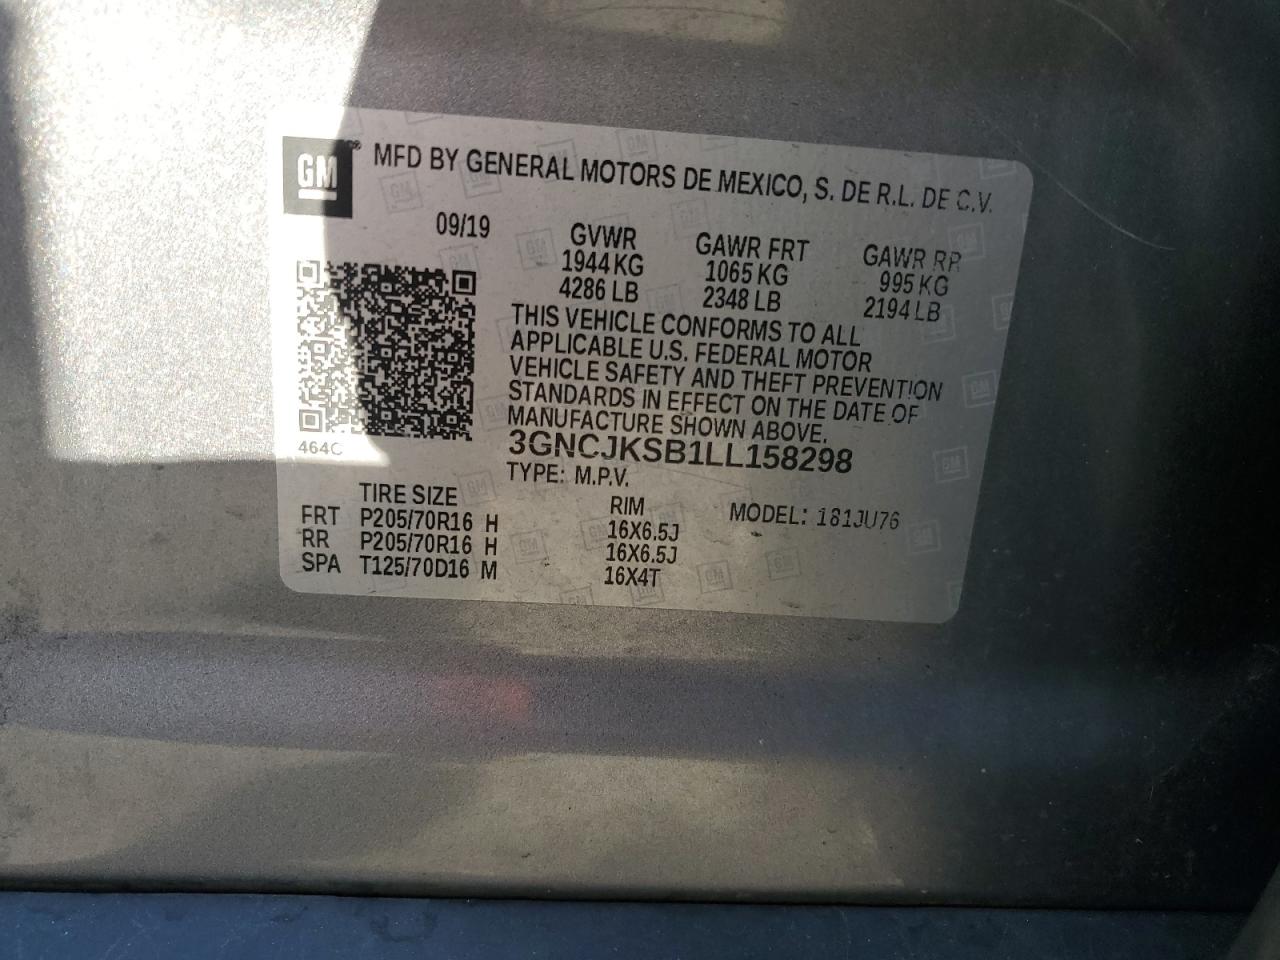 GM
MFD BY GENERAL MOTORS DE MEXICO, S. DE R.L. DE C.V.
09/19
GVWR GAWR FRT GAWR RR
1944 KG 1065 KG 995 KG
4286 LB 2348 LB 2194 LB
THIS VEHICLE CONFORMS TO ALL
APPLICABLE U.S. FEDERAL MOTOR
VEHICLE SAFETY AND THEFT PREVENTION
STANDARDS IN EFFECT ON THE DATE OF
MANUFACTURE SHOWN ABOVE.
464C
3GNCJKSB1LL158298
TYPE: M.P.V.
TIRE SIZE RIM MODEL: 181JU76
FRT P205/70R16 H 16X6.5J
RR P205/70R16 H 16X6.5J
SPA T125/70D16 M 16X4T